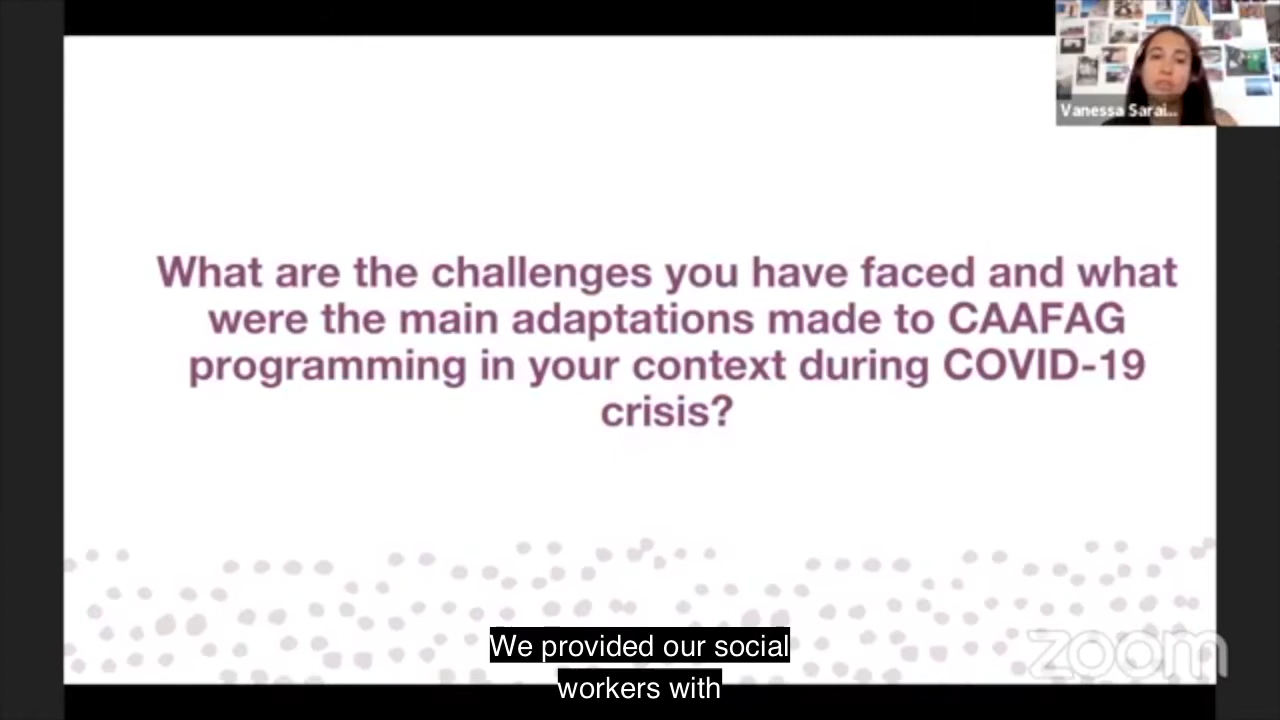 Vanessa Sarai...
What are the challenges you have faced and what
were the main adaptations made to CAAFAG
programming in your context during COVID-19
crisis?
We provided our social
workers with
zoom